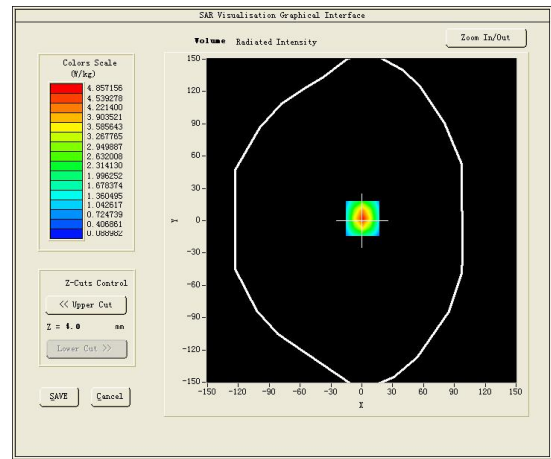 SAR Visualisation Graphical Interface
Volume Radiated Intensity
Zoom In/Out
Colors Scale
(W/kg)
4.857156
4.539278
4.221400
3.903521
3.585643
3.267765
2.949887
2.632008
2.314130
1.996252
1.678374
1.360495
1.042617
0.724739
0.406861
0.088982
Z-Cuts Control
<< Upper Cut
Z = 4.0 mm
Lower Cut >>
SAVE
Cancel
150
120
90
60
30
0
-30
-60
-90
-120
-150
Y
-150 -120 -90 -60 -30 0 30 60 90 120 150
X